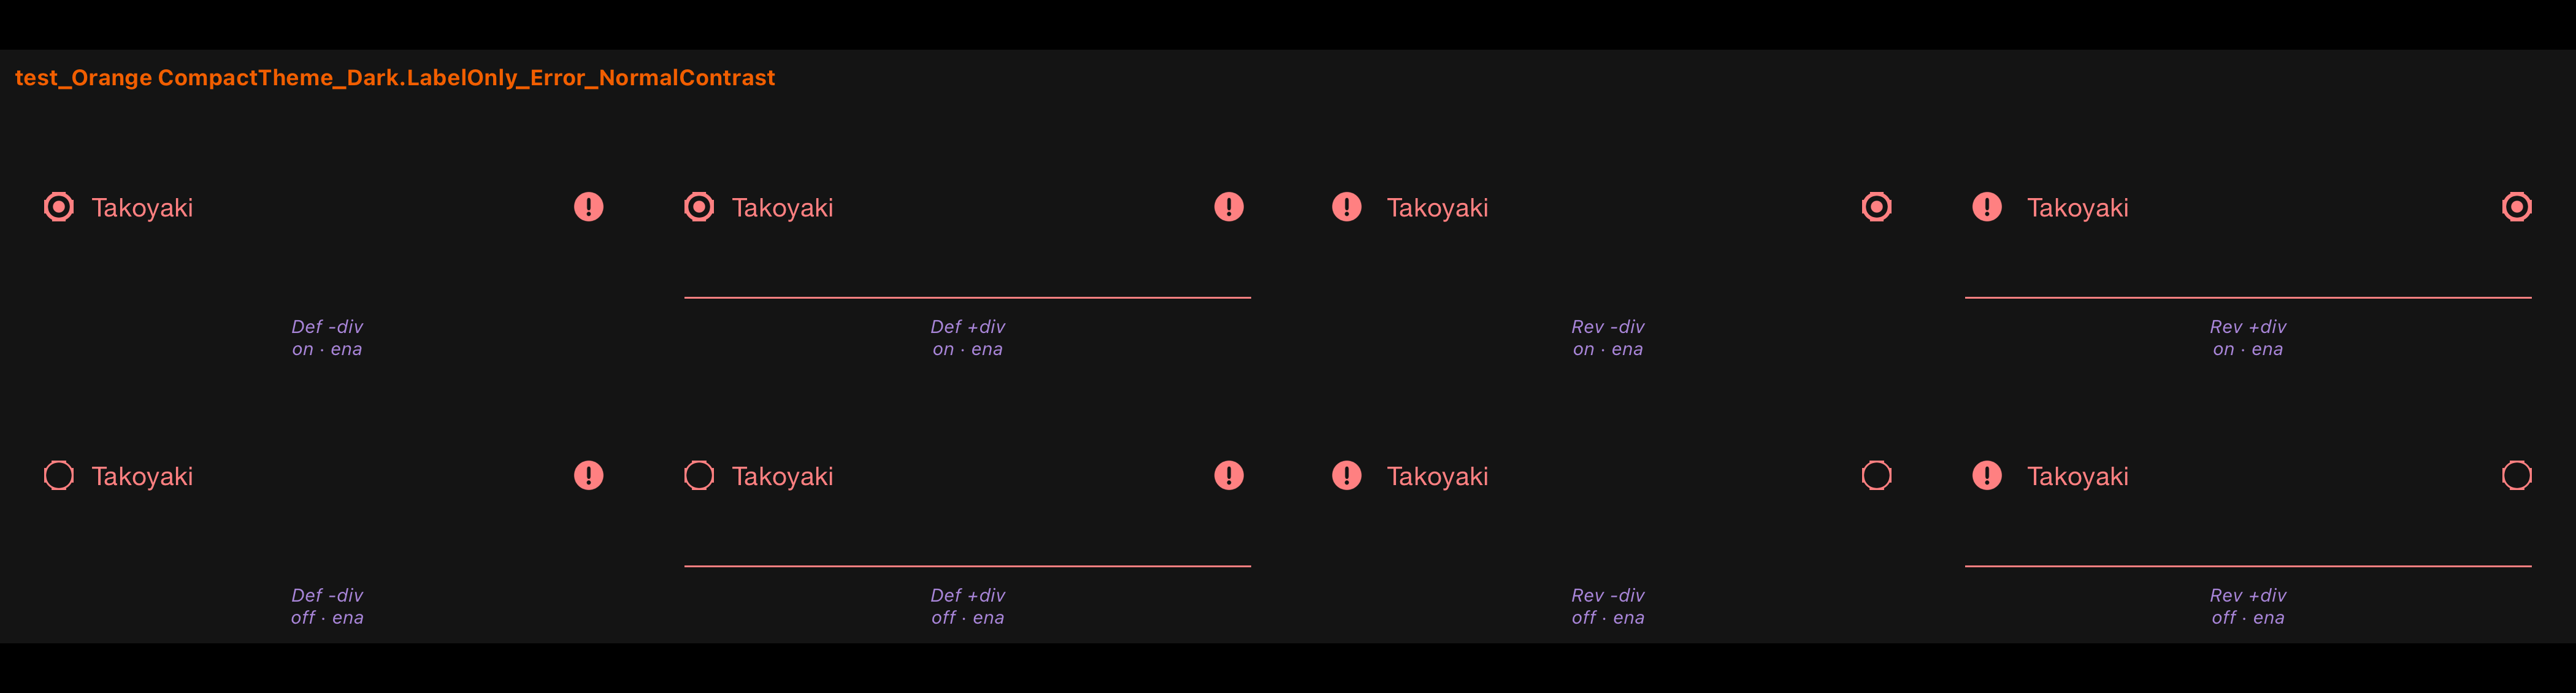 test_Orange CompactTheme_Dark.LabelOnly_Error_NormalContrast
Takoyaki
Takoyaki
Takoyaki
Takoyaki
Def -div
on · ena
Def +div
on · ena
Rev -div
on · ena
Rev +div
on · ena
Takoyaki
Takoyaki
Takoyaki
Takoyaki
Def -div
off · ena
Def +div
off · ena
Rev -div
off · ena
Rev +div
off · ena